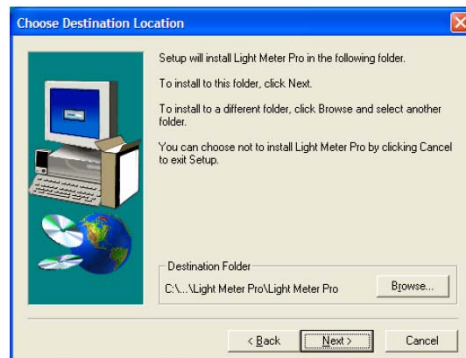 Choose Destination Location
Setup will install Light Meter Pro in the following folder.
To install to this folder, click Next.
To install to a different folder, click Browse and select another
folder.
You can choose not to install Light Meter Pro by clicking Cancel
to exit Setup.
Destination Folder
C:\...\Light Meter Pro\Light Meter Pro
Browse...
< Back
Next >
Cancel